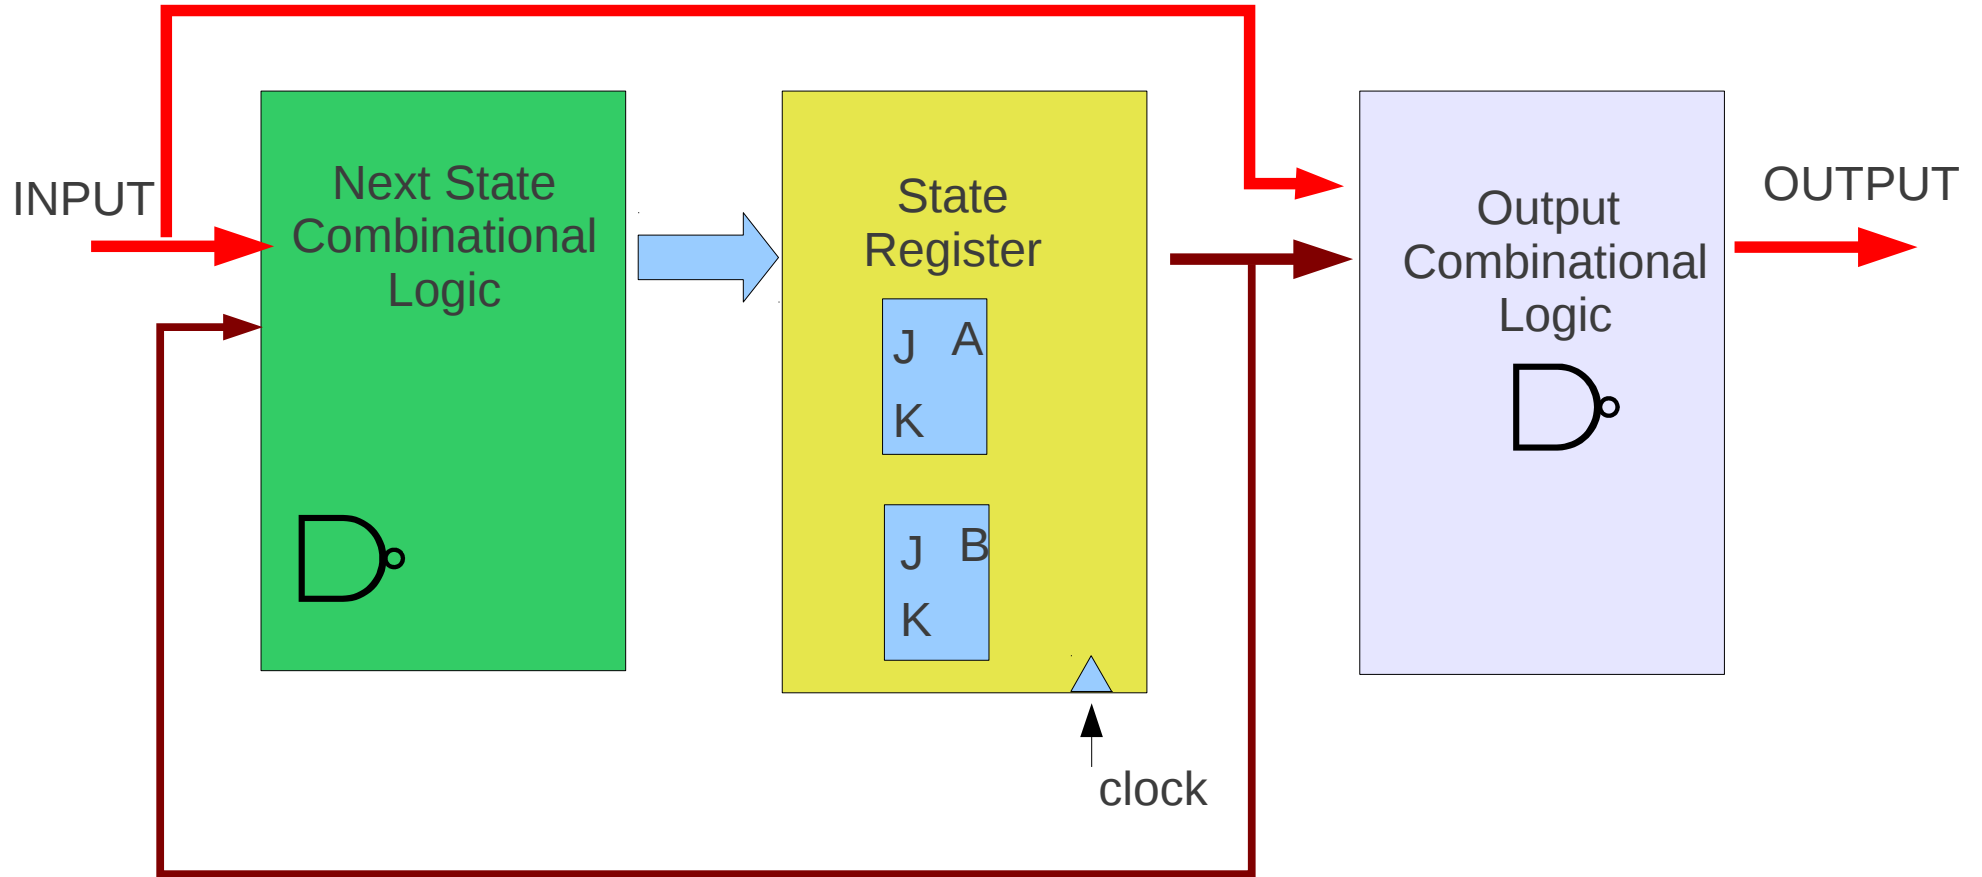 INPUT
Next State
Combinational
Logic
State
Register
J A
K
J B
K
clock
Output
Combinational
Logic
OUTPUT